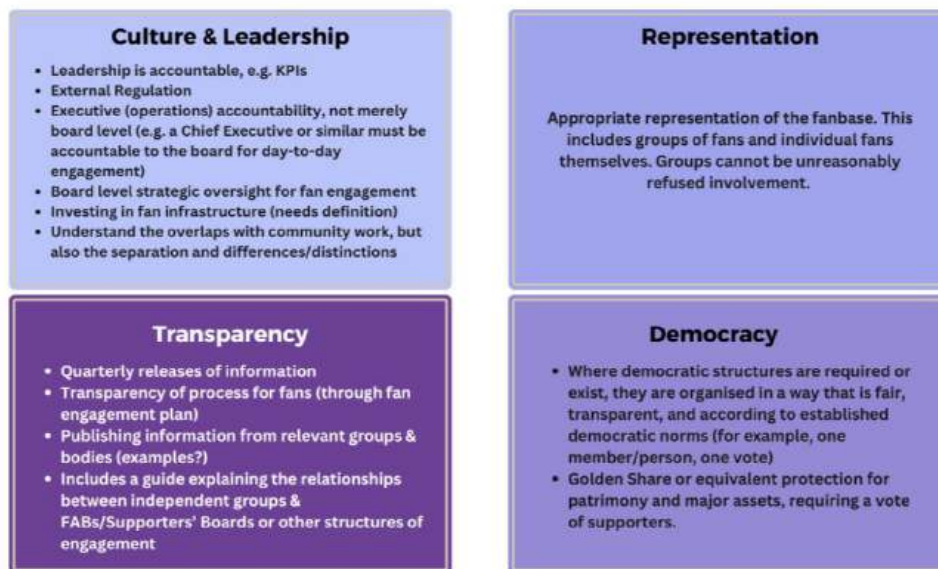 Culture & Leadership
• Leadership is accountable, e.g. KPIs
• External Regulation
• Executive (operations) accountability, not merely
board level (e.g. a Chief Executive or similar must be
accountable to the board for day-to-day
engagement)
• Board level strategic oversight for fan engagement
• Investing in fan infrastructure (needs definition)
• Understand the overlaps with community work, but
also the separation and differences/distinctions
Representation
Appropriate representation of the fanbase. This
includes groups of fans and individual fans
themselves. Groups cannot be unreasonably
refused involvement.
Transparency
• Quarterly releases of information
• Transparency of process for fans (through fan
engagement plan)
• Publishing information from relevant groups &
bodies (examples?)
• Includes a guide explaining the relationships
between independent groups &
FABs/Supporters' Boards or other structures of
engagement
Democracy
• Where democratic structures are required or
exist, they are organised in a way that is fair,
transparent, and according to established
democratic norms (for example, one
member/person, one vote)
• Golden Share or equivalent protection for
patrimony and major assets, requiring a vote
of supporters.